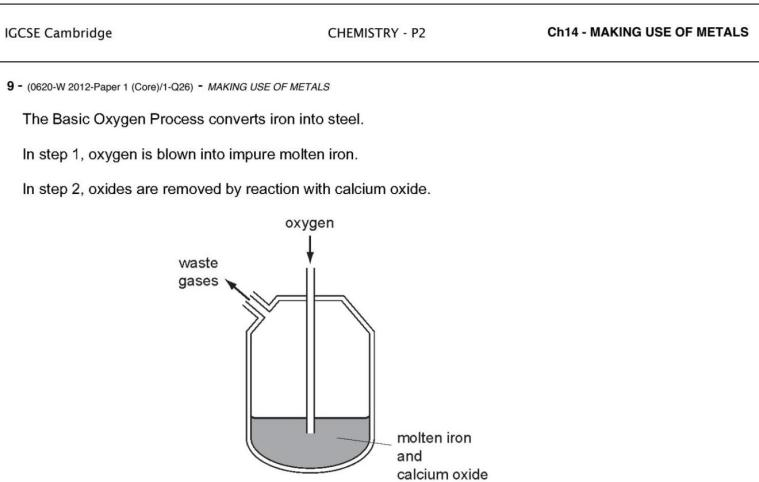 IGCSE Cambridge CHEMISTRY - P2 Ch14 - MAKING USE OF METALS
9 - (0620-W 2012-Paper 1 (Core)/1-Q26) - MAKING USE OF METALS
The Basic Oxygen Process converts iron into steel.
In step 1, oxygen is blown into impure molten iron.
In step 2, oxides are removed by reaction with calcium oxide.
oxygen
waste
gases
molten iron
and
calcium oxide